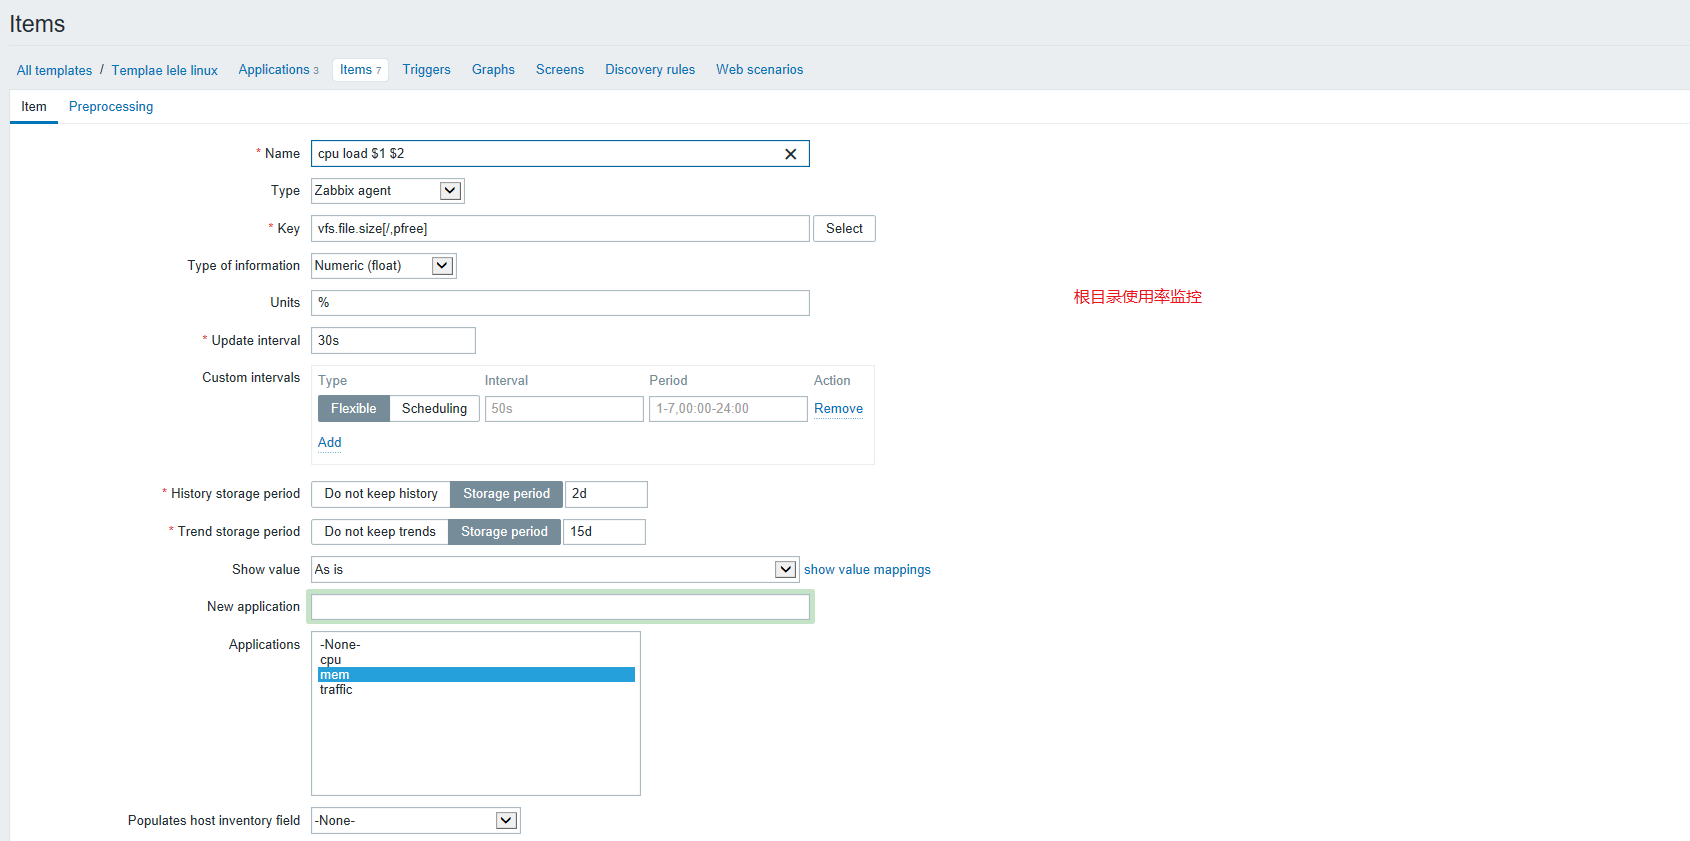 Items
All templates / Templae lele linux Applications 3 Items 7 Triggers Graphs Screens Discovery rules Web scenarios
Item Preprocessing
* Name cpu load $1 $2
Type Zabbix agent
* Key vfs.file.size[/,pfree] Select
Type of information Numeric (float)
Units %
根目录使用率监控
* Update interval 30s
Custom intervals Type Interval Period Action
Flexible Scheduling 50s 1-7,00:00-24:00 Remove
Add
* History storage period Do not keep history Storage period 2d
* Trend storage period Do not keep trends Storage period 15d
Show value As is show value mappings
New application
Applications -None-
cpu
mem
traffic
Populates host inventory field -None-